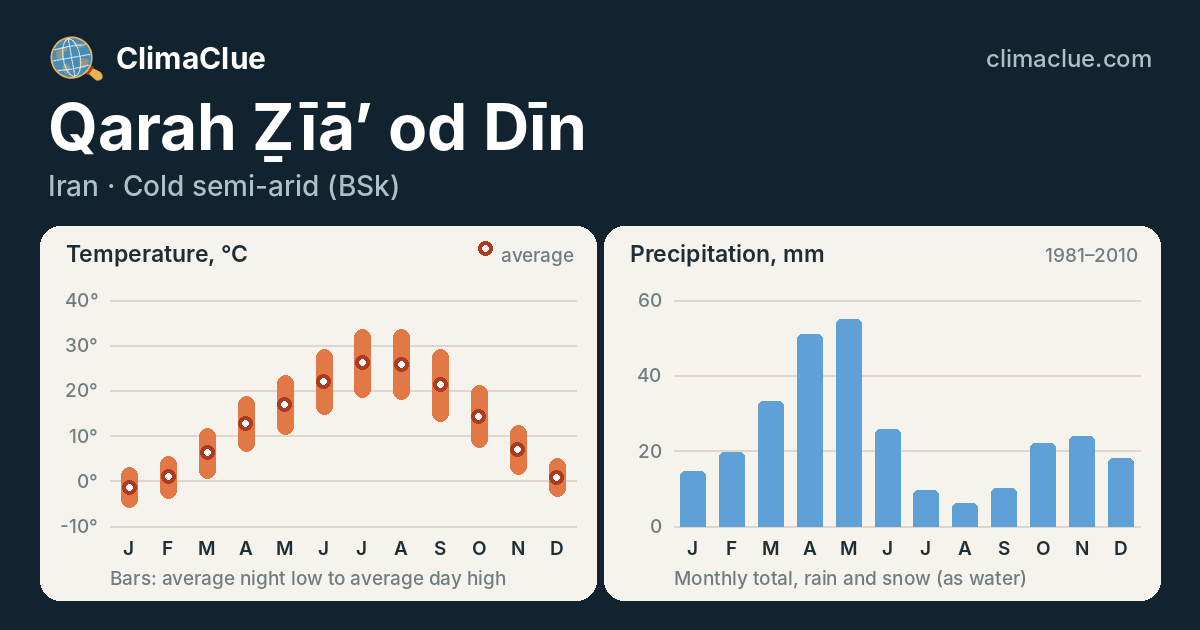 ClimaClue
climaclue.com
Qarah Ẕīā’ od Dīn
Iran · Cold semi-arid (BSk)
Temperature, °C
average
40°
30°
20°
10°
0°
-10°
J F M A M J J A S O N D
Bars: average night low to average day high
Precipitation, mm
1981–2010
60
40
20
0
J F M A M J J A S O N D
Monthly total, rain and snow (as water)